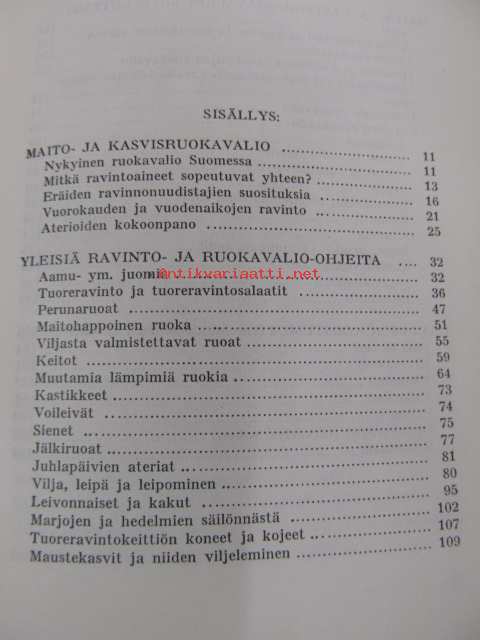 SISÄLLYS:
MAITO- JA KASVISRUOKAVALIO .................. 11
Nykyinen ruokavalio Suomessa .................. 11
Mitkä ravintoaineet sopeutuvat yhteen? .................. 13
Eräiden ravinnonuudistajien suosituksia .................. 16
Vuorokauden ja vuodenaikojen ravinto .................. 21
Aterioiden kokoonpano .................. 25
YLEISIÄ RAVINTO- JA RUOKAVALIO-OHJEITA .... 32
Aamu- ym. juomia .................. 32
antikvariaatti.net
Tuoreravinto ja tuoreravintosalaatit .................. 36
Perunaruoat .................. 47
Maitohappoinen ruoka .................. 51
Viljasta valmistettavat ruoat .................. 55
Keitot .................. 59
Muutamia lämpimiä ruokia .................. 64
Kastikkeet .................. 73
Voileivät .................. 74
Sienet .................. 75
Jälkiruoat .................. 77
Juhlapäivien ateriat .................. 81
Vilja, leipä ja leipominen .................. 80
Leivonnaiset ja kakut .................. 95
Marjojen ja hedelmien säilönnästä .................. 102
Tuoreravintokeittiön koneet ja kojeet .................. 107
Maustekasvit ja niiden viljeleminen .................. 109